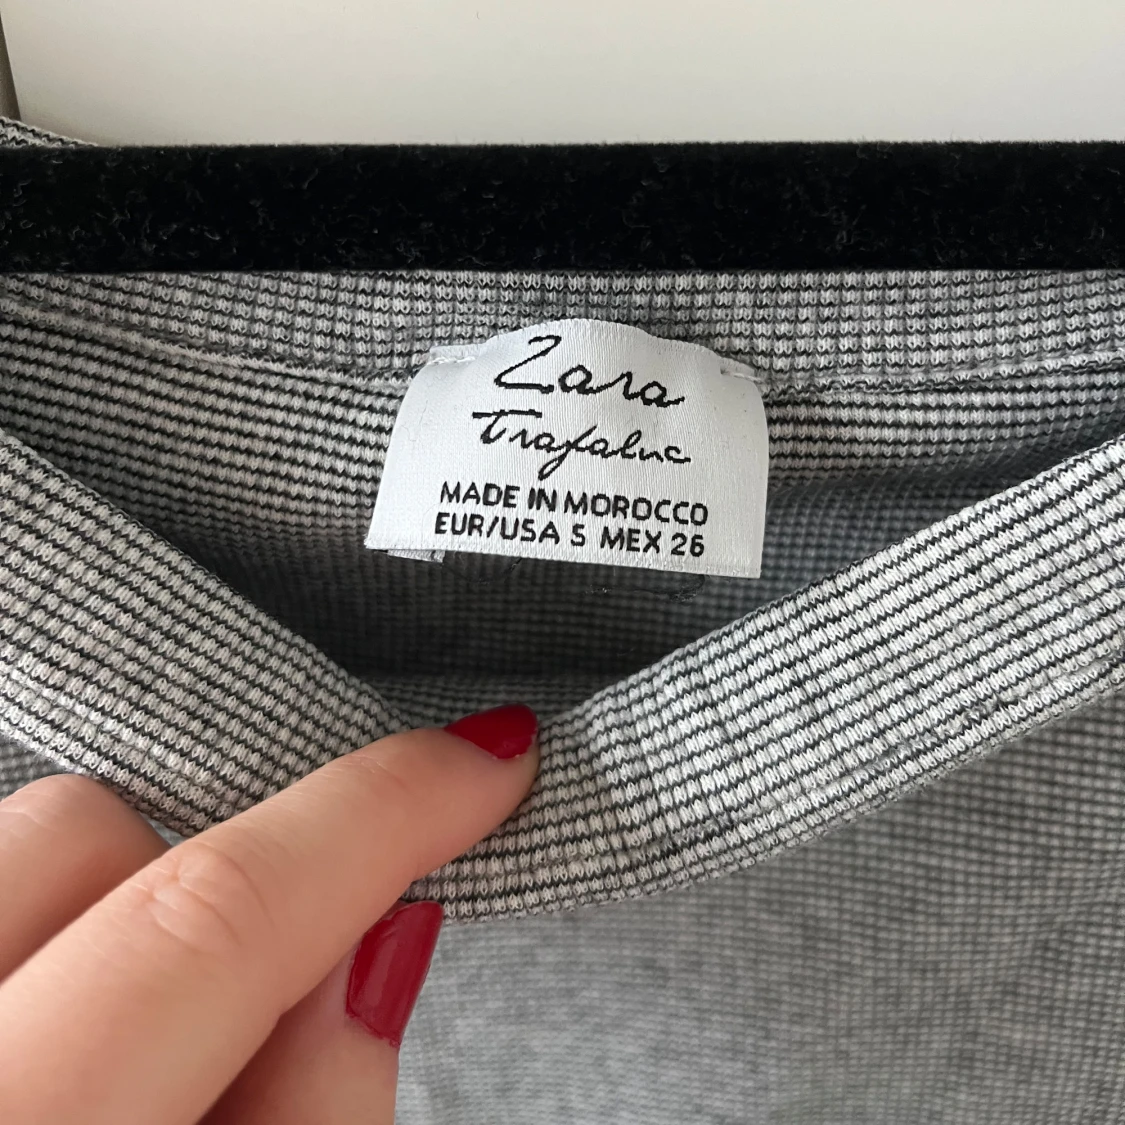 Zara
Trafaluc
MADE IN MOROCCO
EUR/USA S MEX 26